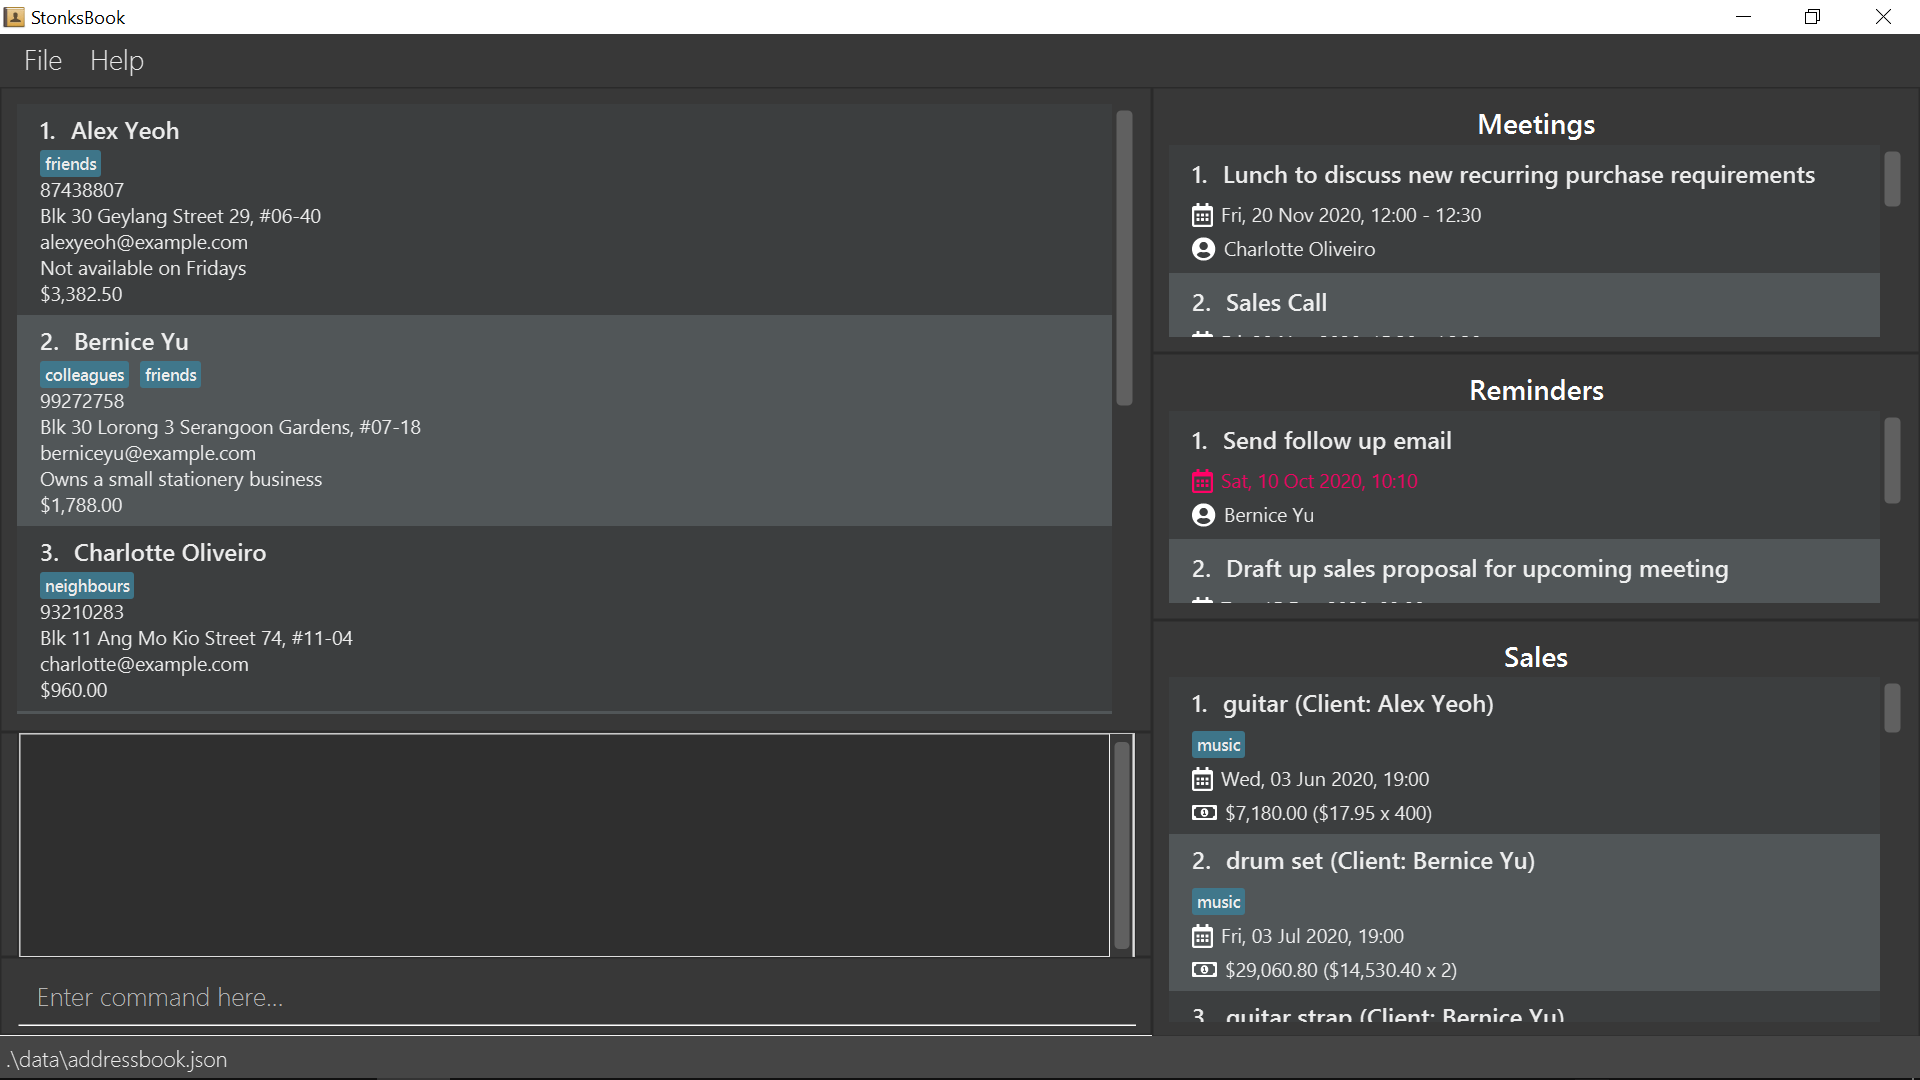 StonksBook
File Help
1. Alex Yeoh
friends
87438807
Blk 30 Geylang Street 29, #06-40
alexyeoh@example.com
Not available on Fridays
$3,382.50
2. Bernice Yu
colleagues friends
99272758
Blk 30 Lorong 3 Serangoon Gardens, #07-18
berniceyu@example.com
Owns a small stationery business
$1,788.00
3. Charlotte Oliveiro
neighbours
93210283
Blk 11 Ang Mo Kio Street 74, #11-04
charlotte@example.com
$960.00
Enter command here...
.\data\addressbook.json
Meetings
1. Lunch to discuss new recurring purchase requirements
Fri, 20 Nov 2020, 12:00 - 12:30
Charlotte Oliveiro
2. Sales Call
Reminders
1. Send follow up email
Sat, 10 Oct 2020, 10:10
Bernice Yu
2. Draft up sales proposal for upcoming meeting
Sales
1. guitar (Client: Alex Yeoh)
music
Wed, 03 Jun 2020, 19:00
$7,180.00 ($17.95 x 400)
2. drum set (Client: Bernice Yu)
music
Fri, 03 Jul 2020, 19:00
$29,060.80 ($14,530.40 x 2)
3. guitar strap (Client: Bernice Yu)